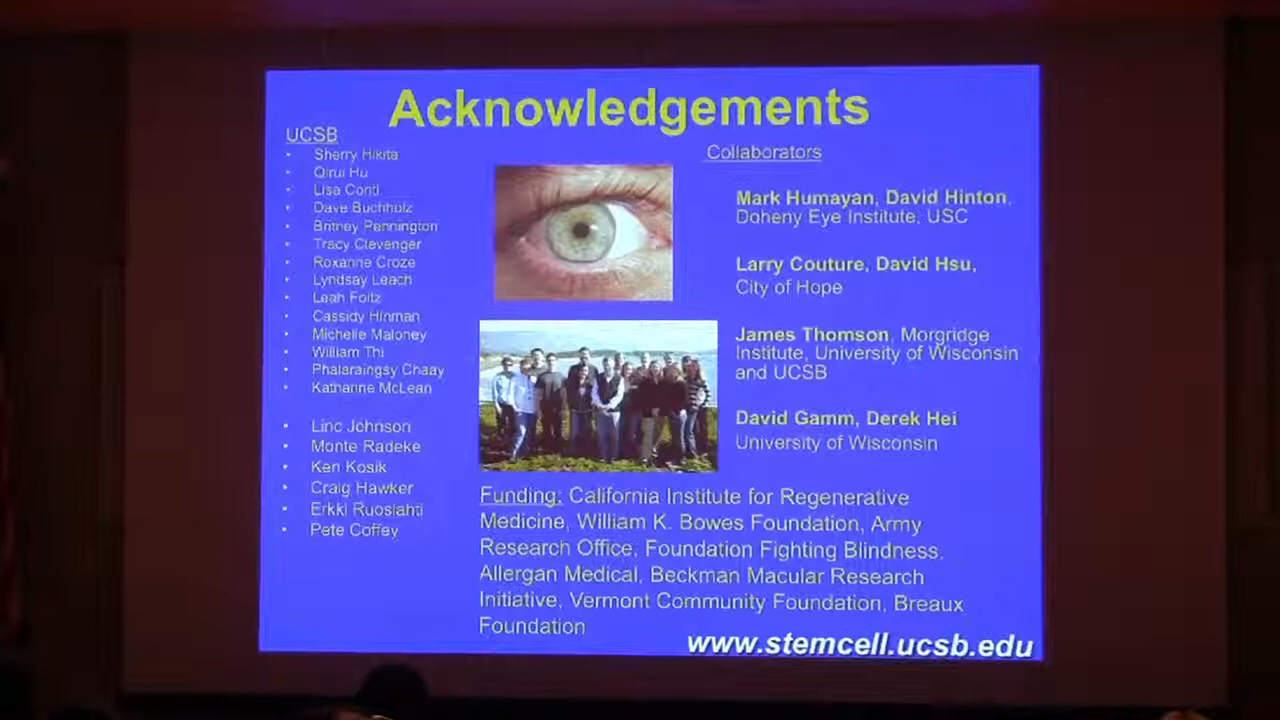 Acknowledgements
UCSB
• Sherry Hikita
• Qirui Hu
• Lisa Conti
• Dave Buchholz
• Britney Pennington
• Tracy Clevenger
• Roxanne Croze
• Lyndsay Leach
• Leah Foltz
• Cassidy Hinman
• Michelle Maloney
• William Thi
• Phalaraingsy Chaay
• Katharine McLean
• Linc Johnson
• Monte Radeke
• Ken Kosik
• Craig Hawker
• Erkki Ruoslahti
• Pete Coffey
Collaborators
Mark Humayan, David Hinton,
Doheny Eye Institute, USC
Larry Couture, David Hsu,
City of Hope
James Thomson, Morgridge
Institute, University of Wisconsin
and UCSB
David Gamm, Derek Hei
University of Wisconsin
Funding: California Institute for Regenerative
Medicine, William K. Bowes Foundation, Army
Research Office, Foundation Fighting Blindness,
Allergan Medical, Beckman Macular Research
Initiative, Vermont Community Foundation, Breaux
Foundation
www.stemcell.ucsb.edu